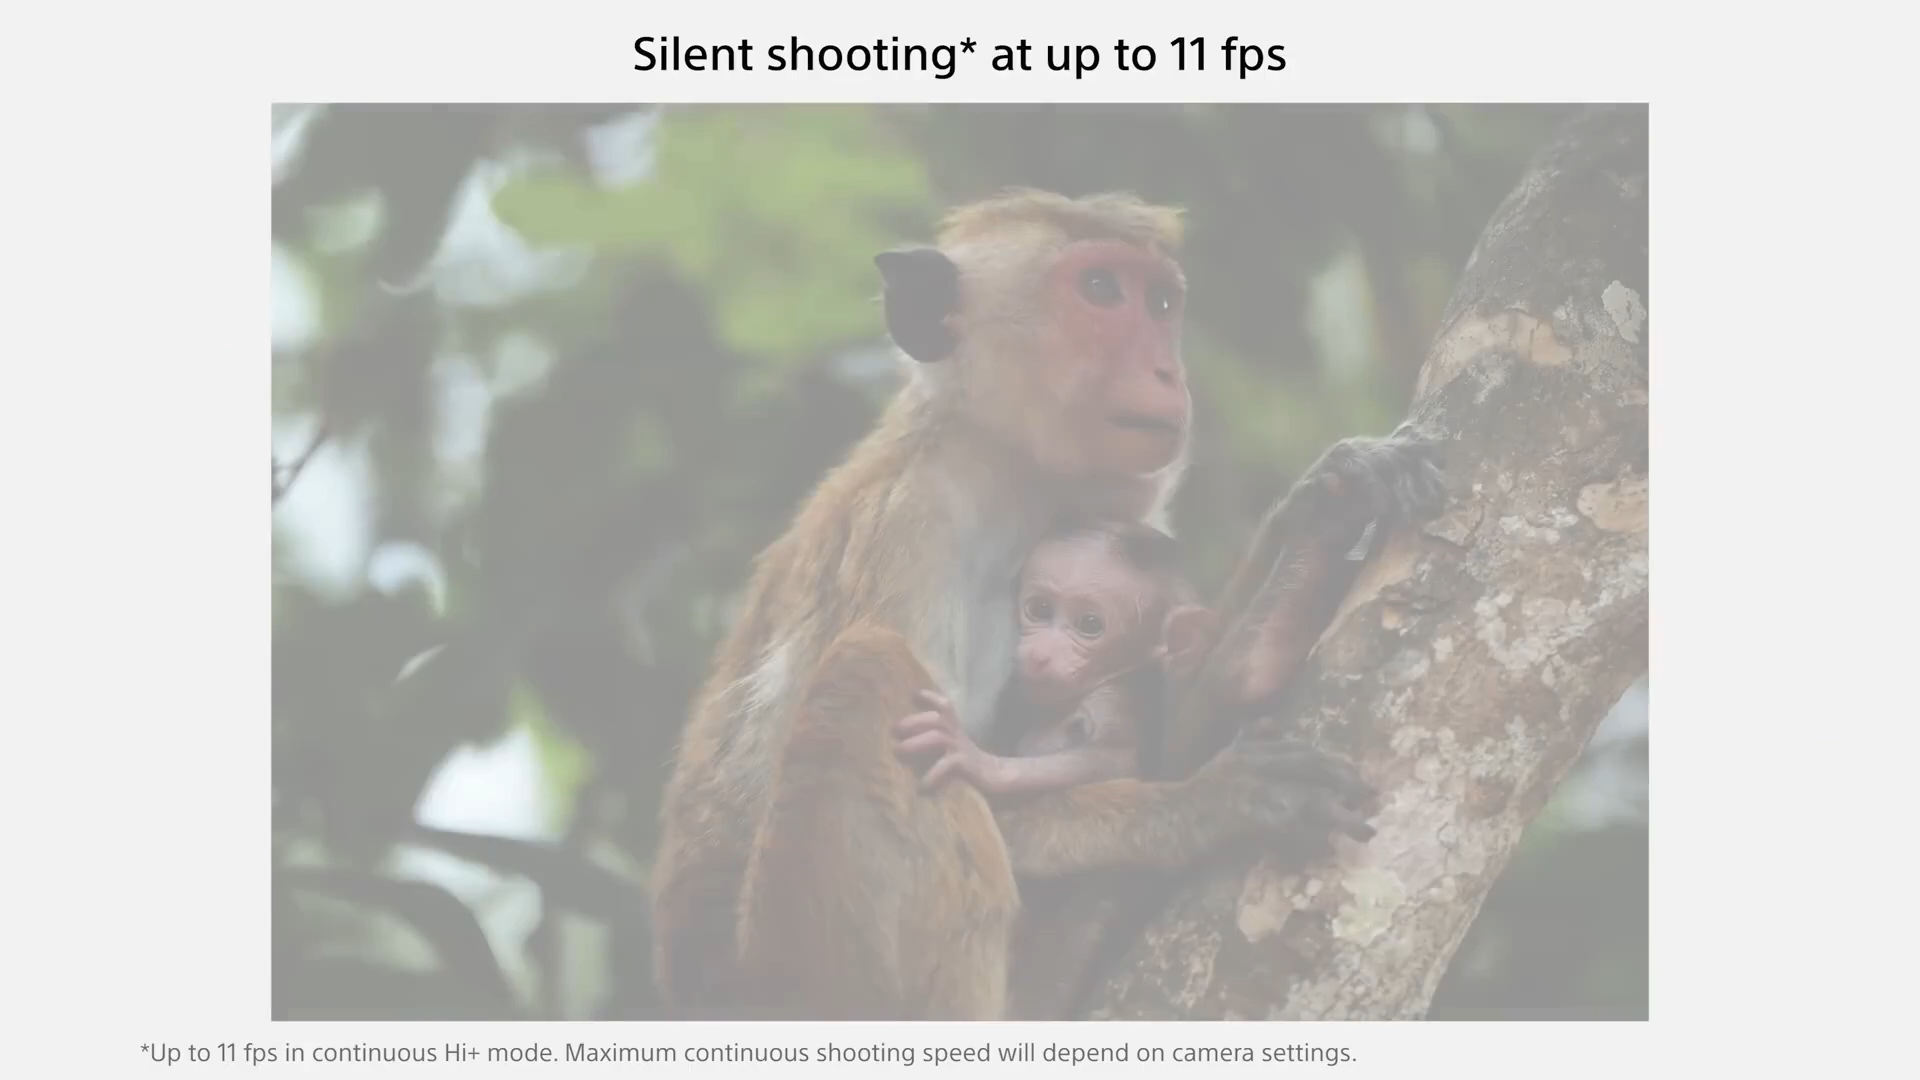 Silent shooting* at up to 11 fps
*Up to 11 fps in continuous Hi+ mode. Maximum continuous shooting speed will depend on camera settings.